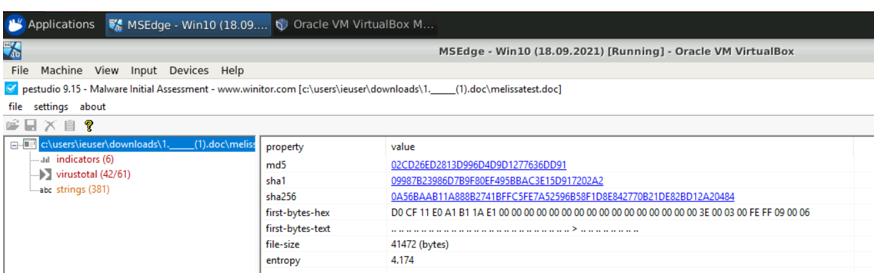 Applications MSEdge - Win10 (18.09.... Oracle VM VirtualBox M...
MSEdge - Win10 (18.09.2021) [Running] - Oracle VM VirtualBox
File Machine View Input Devices Help
pestudio 9.15 - Malware Initial Assessment - www.winitor.com [c:\users\ieuser\downloads\1._____(1).doc\melissatest.doc]
file settings about
c:\users\ieuser\downloads\1._____(1).doc\meliss
indicators (6)
virustotal (42/61)
abc strings (381)
property value
md5 02CD26ED2813D996D4D9D1277636DD91
sha1 09987B23986D7B9F80EF495BBAC3E15D917202A2
sha256 0A56BAAB11A888B2741BFFC5FE7A52596B58F1D8E842770B21DE82BD12A20484
first-bytes-hex D0 CF 11 E0 A1 B1 1A E1 00 00 00 00 00 00 00 00 00 00 00 00 00 00 00 00 3E 00 03 00 FE FF 09 00 06
first-bytes-text .. .. .. .. .. .. .. .. .. .. .. .. .. .. .. .. .. .. .. .. .. .. .. .. > .. .. .. .. .. .. .. ..
file-size 41472 (bytes)
entropy 4.174